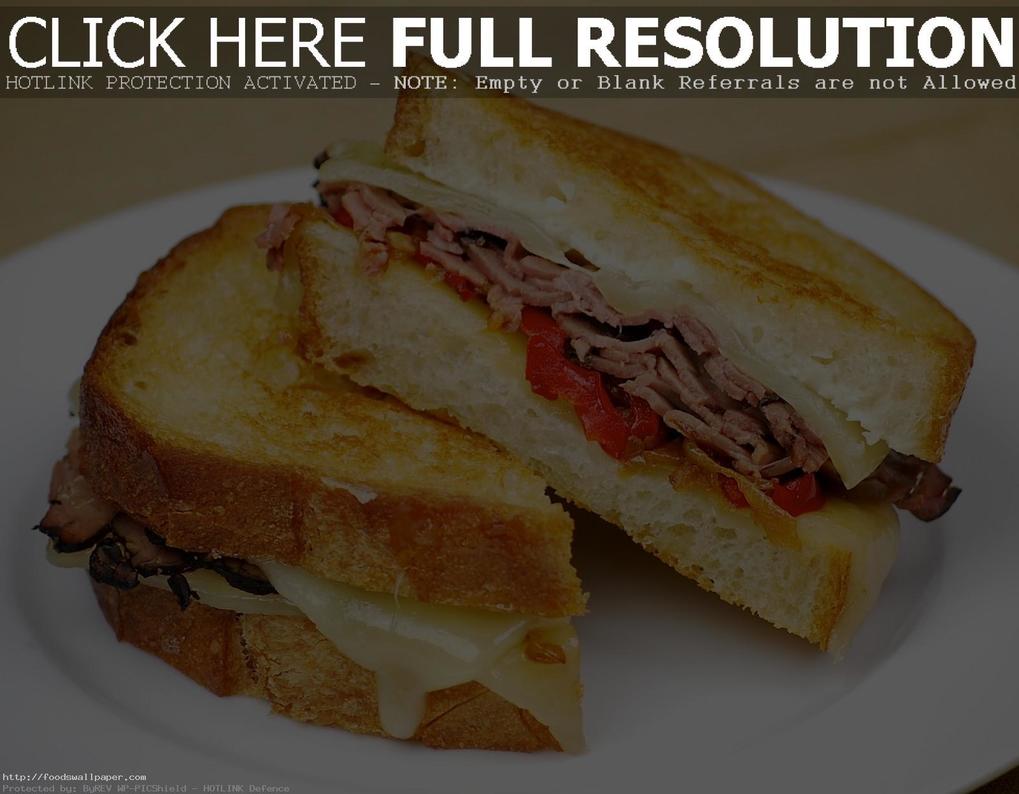 CLICK HERE FULL RESOLUTION
HOTLINK PROTECTION ACTIVATED - NOTE: Empty or Blank Referrals are not Allowed
http://foodswallpaper.com
Protected by: ByREV WP-PICShield - HOTLINK Defence